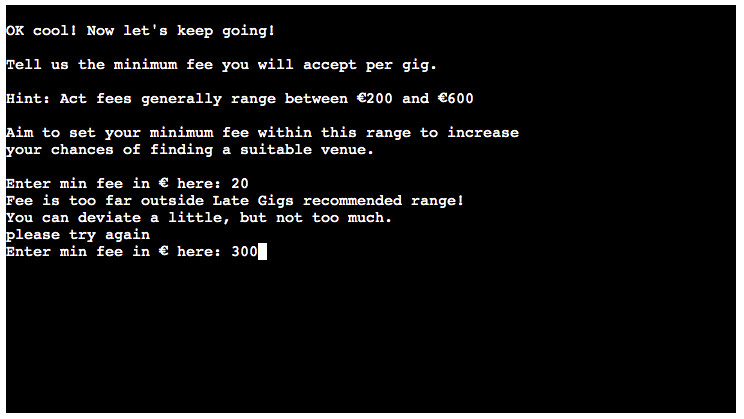 OK cool! Now let's keep going!
Tell us the minimum fee you will accept per gig.
Hint: Act fees generally range between €200 and €600
Aim to set your minimum fee within this range to increase
your chances of finding a suitable venue.
Enter min fee in € here: 20
Fee is too far outside Late Gigs recommended range!
You can deviate a little, but not too much.
please try again
Enter min fee in € here: 300